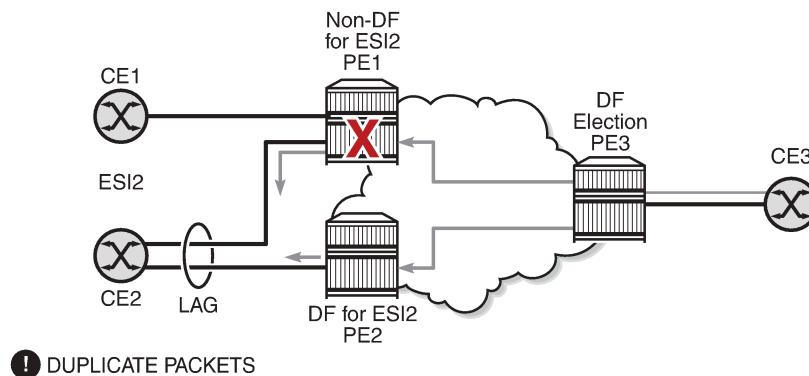 Non-DF
for ESI2
PE1
CE1
DF
Election
PE3
CE3
ESI2
X
CE2
LAG
DF for ESI2
PE2
! DUPLICATE PACKETS